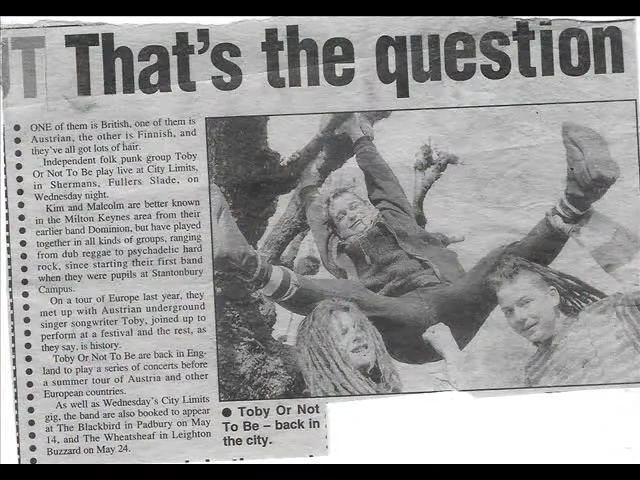 UT That's the question
ONE of them is British, one of them is
Austrian, the other is Finnish, and
they've all got lots of hair.
Independent folk punk group Toby
Or Not To Be play live at City Limits,
in Shermans, Fullers Slade, on
Wednesday night.
Kim and Malcolm are better known
in the Milton Keynes area from their
earlier band Dominion, but have played
together in all kinds of groups, ranging
from dub reggae to psychadelic hard
rock, since starting their first band
when they were pupils at Stantonbury
Campus.
On a tour of Europe last year, they
met up with Austrian underground
singer songwriter Toby, joined up to
perform at a festival and the rest, as
they say, is history.
Toby Or Not To Be are back in Eng-
land to play a series of concerts before
a summer tour of Austria and other
European countries.
As well as Wednesday's City Limits
gig, the band are also booked to appear
at The Blackbird in Padbury on May
14, and The Wheatsheaf in Leighton
Buzzard on May 24.
● Toby Or Not
To Be – back in
the city.